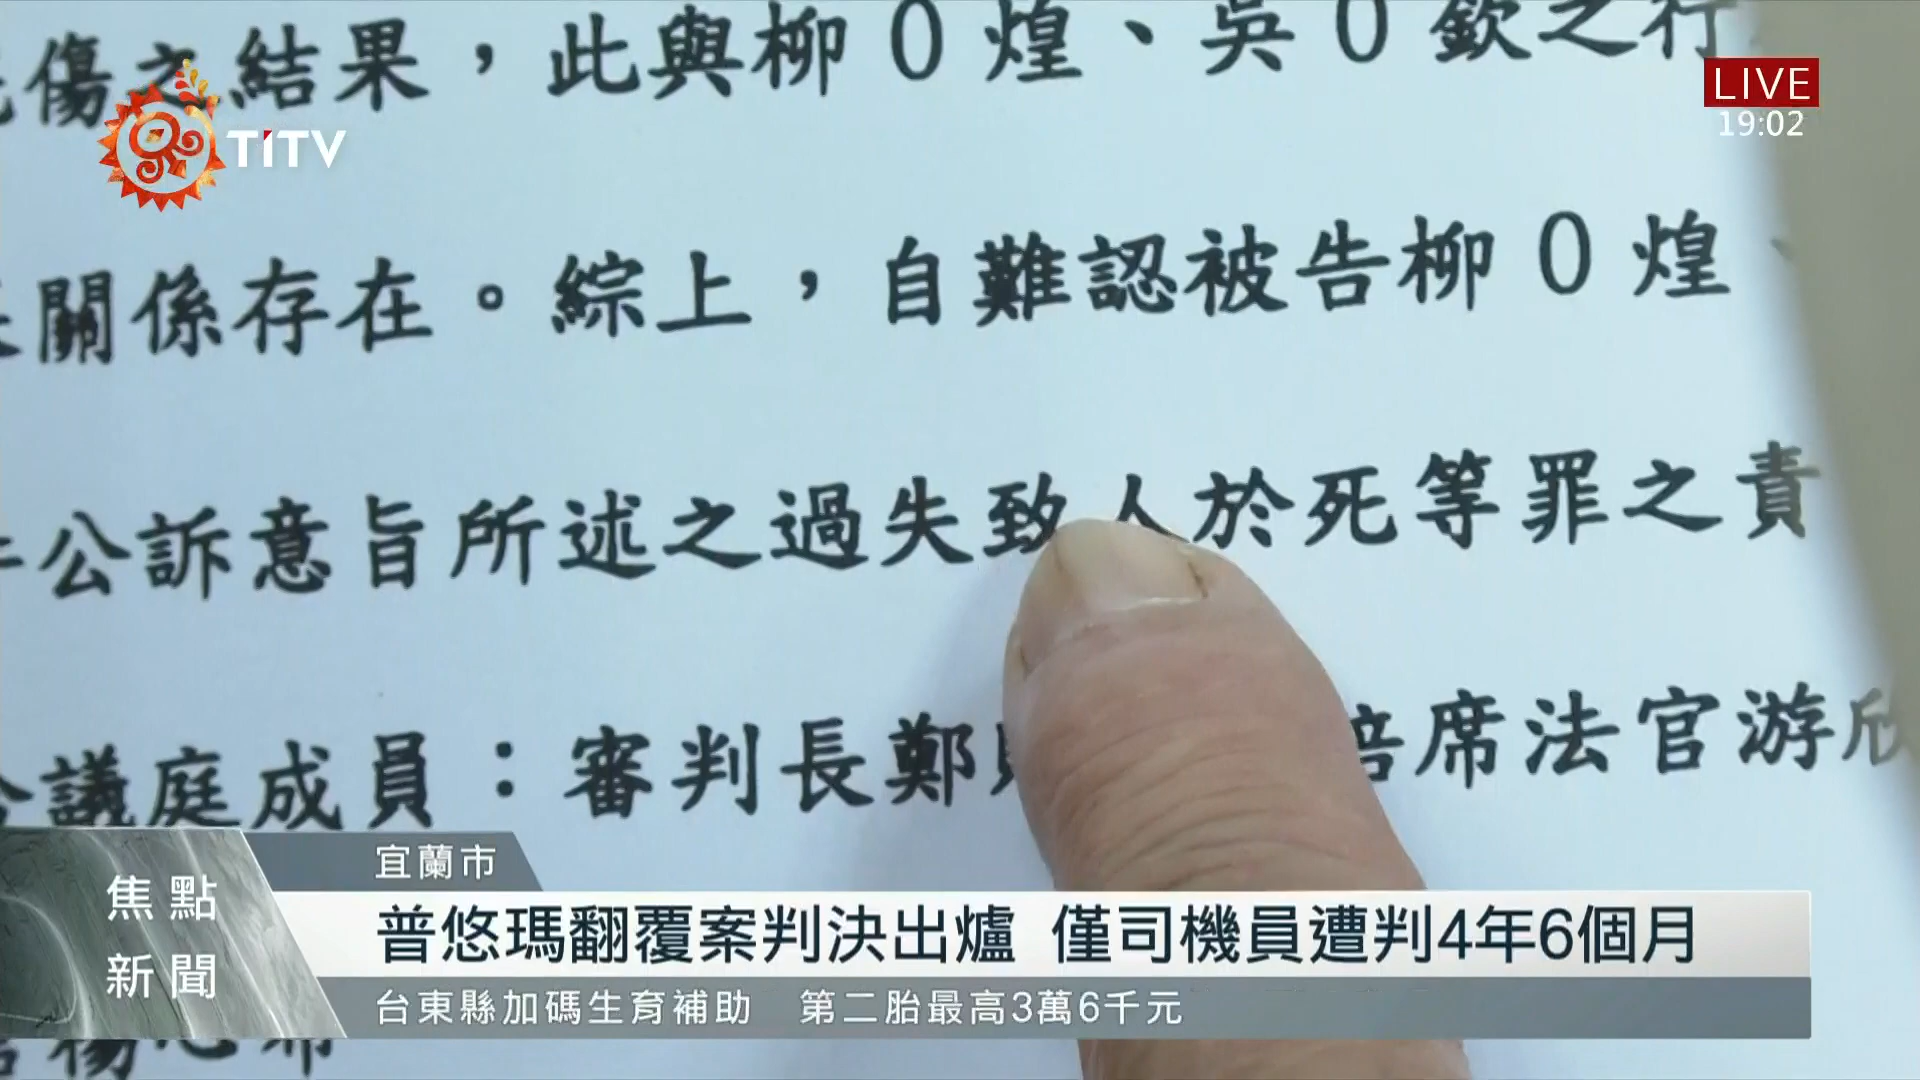 傷之結果，此與柳O煌、吳O欽之行
LIVE
19:02
TiTV
關係存在。綜上，自難認被告柳O煌、
公訴意旨所述之過失致人於死等罪之責
議庭成員：審判長鄭 陪席法官游欣
宜蘭市
焦點
新聞
普悠瑪翻覆案判決出爐 僅司機員遭判4年6個月
台東縣加碼生育補助 第二胎最高3萬6千元